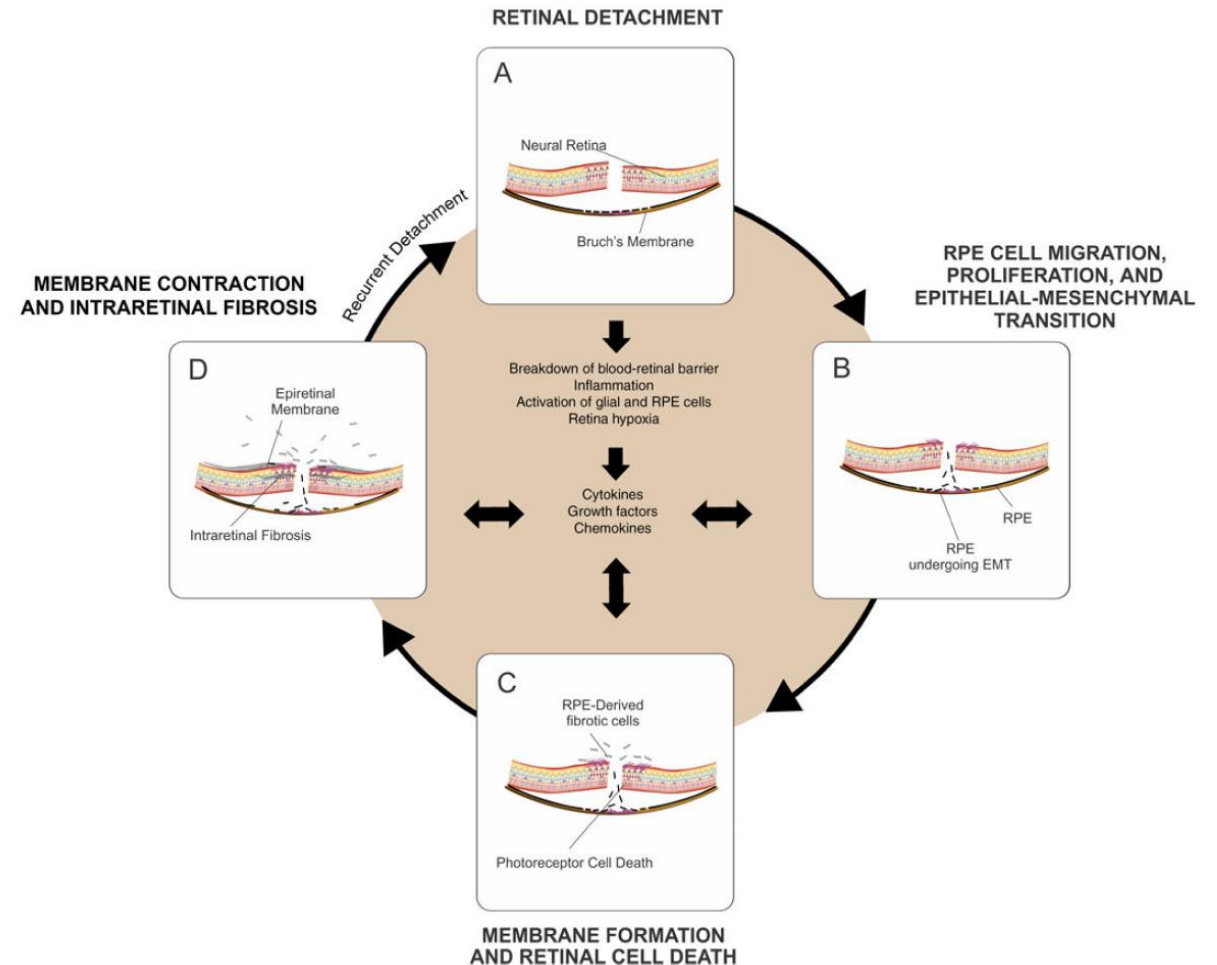 RETINAL DETACHMENT
A
Neural Retina
Bruch's Membrane
Recurrent Detachment
RPE CELL MIGRATION,
PROLIFERATION, AND
EPITHELIAL-MESENCHYMAL
TRANSITION
MEMBRANE CONTRACTION
AND INTRARETINAL FIBROSIS
Breakdown of blood-retinal barrier
Inflammation
Activation of glial and RPE cells
Retina hypoxia
Cytokines
Growth factors
Chemokines
D
Epiretinal
Membrane
Intraretinal Fibrosis
B
RPE
RPE
undergoing EMT
C
RPE-Derived
fibrotic cells
Photoreceptor Cell Death
MEMBRANE FORMATION
AND RETINAL CELL DEATH